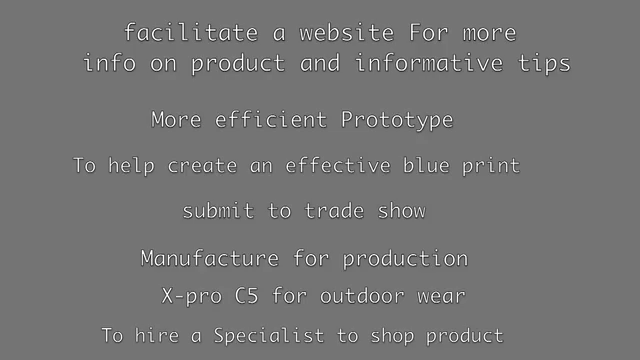 facilitate a website For more
info on product and informative tips
More efficient Prototype
To help create an effective blue print
submit to trade show
Manufacture for production
X-pro C5 for outdoor wear
To hire a Specialist to shop product